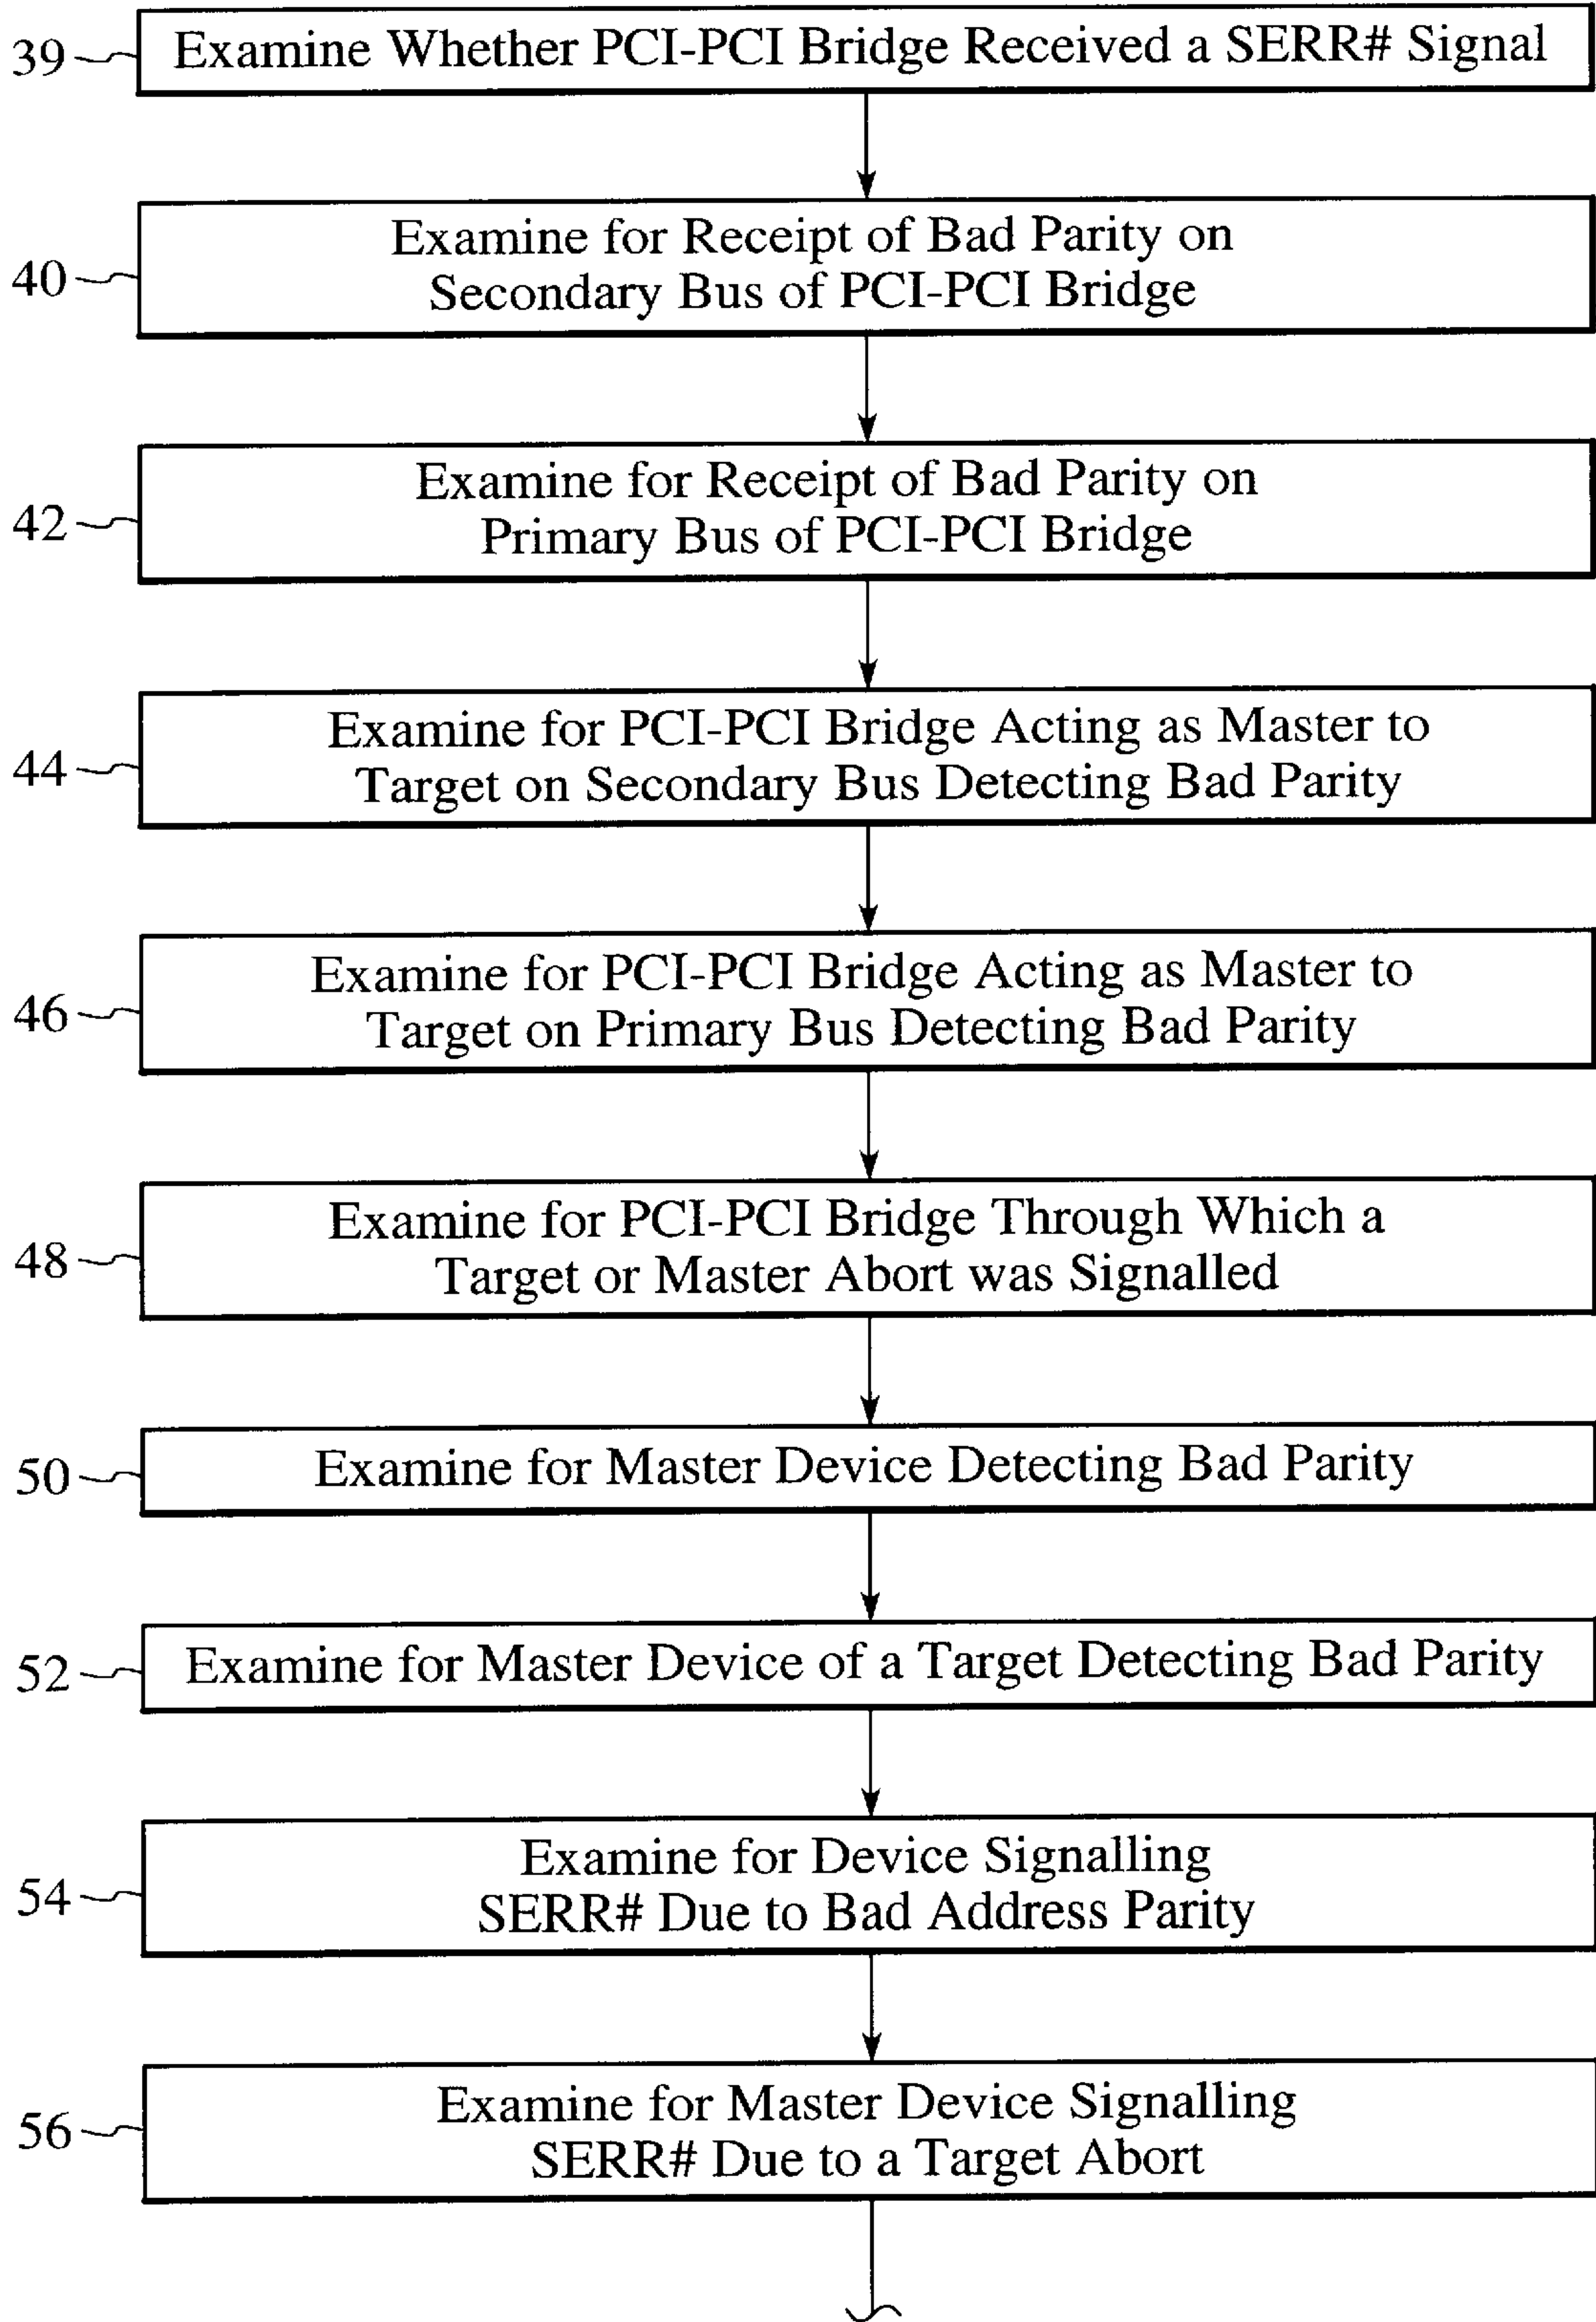 39 Examine Whether PCI-PCI Bridge Received a SERR# Signal
Examine for Receipt of Bad Parity on
40 Secondary Bus of PCI-PCI Bridge
Examine for Receipt of Bad Parity on
42 Primary Bus of PCI-PCI Bridge
Examine for PCI-PCI Bridge Acting as Master to
44 Target on Secondary Bus Detecting Bad Parity
Examine for PCI-PCI Bridge Acting as Master to
46 Target on Primary Bus Detecting Bad Parity
Examine for PCI-PCI Bridge Through Which a
48 Target or Master Abort was Signalled
50 Examine for Master Device Detecting Bad Parity
52 Examine for Master Device of a Target Detecting Bad Parity
Examine for Device Signalling
54 SERR# Due to Bad Address Parity
Examine for Master Device Signalling
56 SERR# Due to a Target Abort